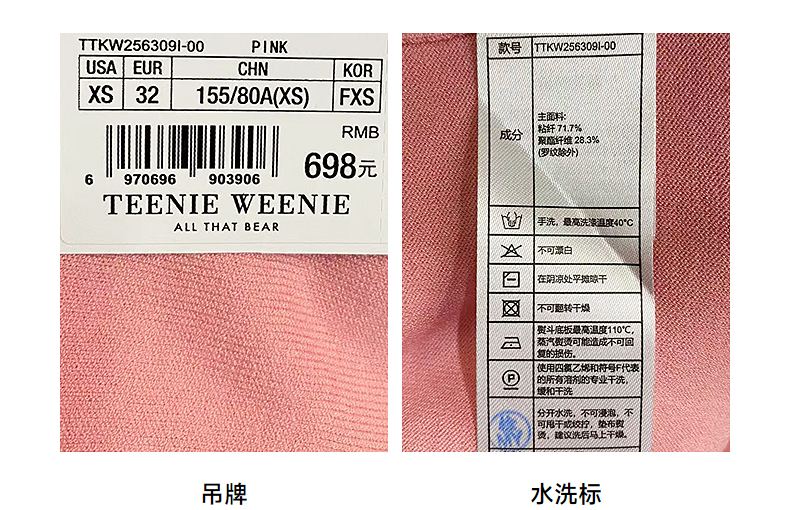 TTKW256309I-00 PINK
USA EUR CHN KOR
XS 32 155/80A(XS) FXS
RMB
698元
6 970696 903906
TEENIE WEENIE
ALL THAT BEAR
款号 TTKW256309I-00
成分
主面料:
粘纤 71.7%
聚酯纤维 28.3%
(罗纹除外)
手洗，最高洗涤温度40°C
不可漂白
在阴凉处平摊晾干
不可翻转干燥
熨斗底板最高温度110°C，
蒸汽熨烫可能造成不可回
复的损伤。
使用四氯乙烯和符号F代表
的所有溶剂的专业干洗，
缓和干洗
分开水洗，不可浸泡，不
可甩干或绞拧，垫布熨
烫，建议洗后马上干燥。
吊牌
水洗标